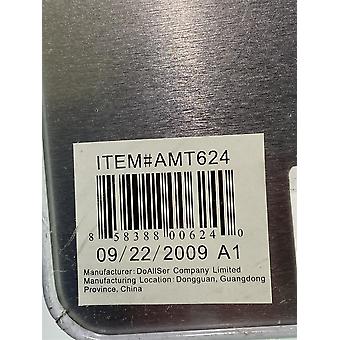 ITEM#AMT624
8 58388 00624 0
09/22/2009 A1
Manufacturer: DoAllSer Company Limited
Manufacturing Location: Dongguan, Guangdong
Province, China